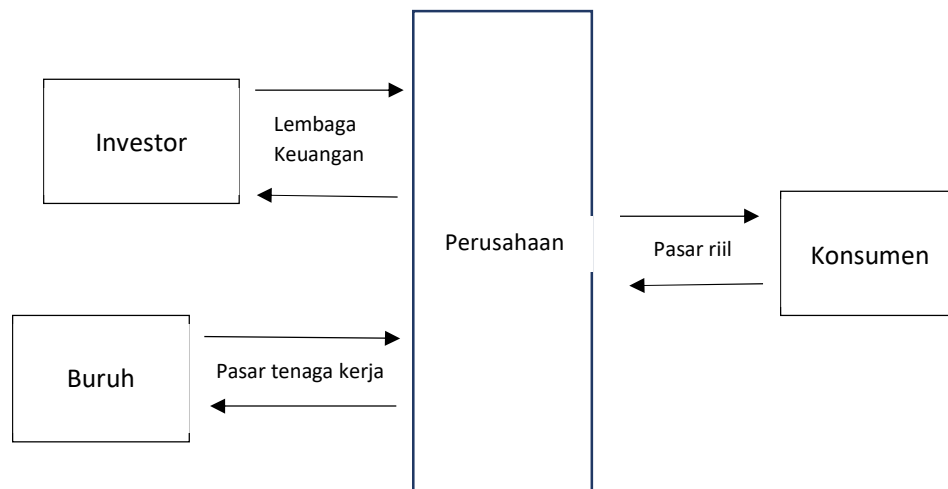 Investor
Lembaga
Keuangan
Perusahaan
Pasar riil
Konsumen
Buruh
Pasar tenaga kerja